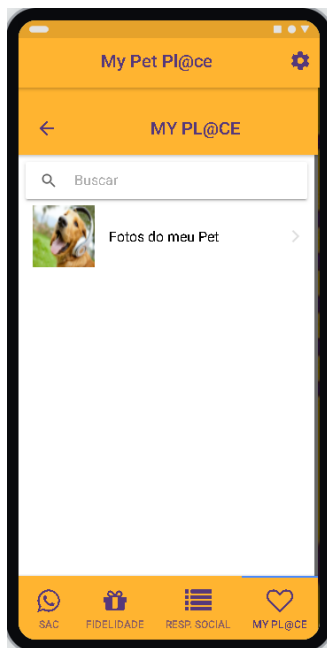 My Pet Pl@ce
MY PL@CE
Buscar
Fotos do meu Pet
SAC
FIDELIDADE
RESP. SOCIAL
MY PL@CE